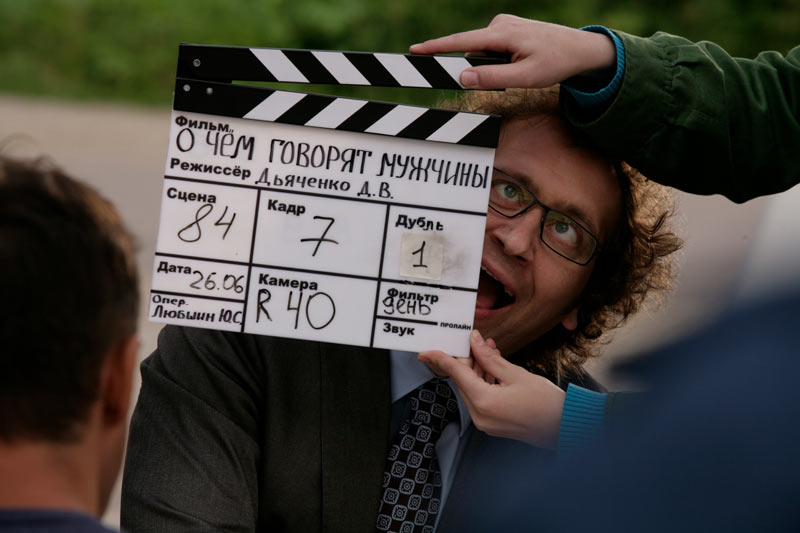 Фильм
О ЧЁМ ГОВОРЯТ МУЖЧИНЫ
Режиссёр Дьяченко Д.В.
Сцена
84
Кадр
7
Дубль
1
Дата 26.06
Камера
R 40
Фильтр
день
Опер.
Любшин Ю.С
Звук
ПРОЛАЙН